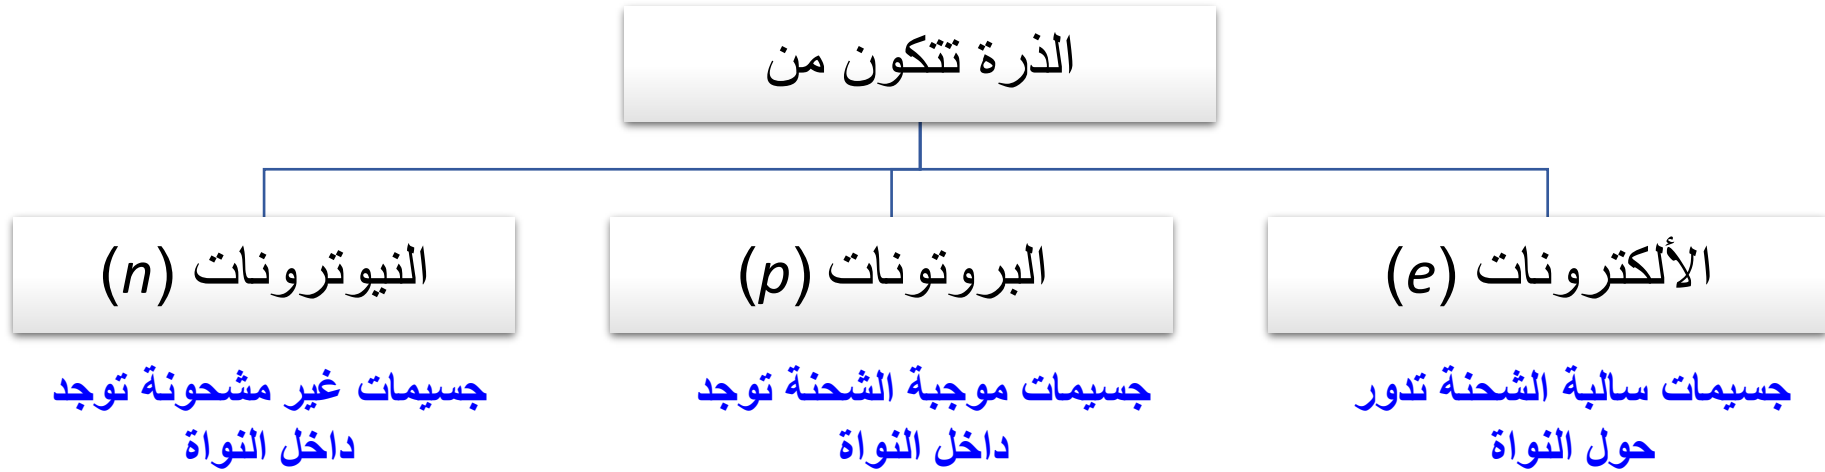 الذرة تتكون من
الألكترونات (e)
البروتونات (p)
النيوترونات (n)
جسيمات سالبة الشحنة تدور
حول النواة
جسيمات موجبة الشحنة توجد
داخل النواة
جسيمات غير مشحونة توجد
داخل النواة